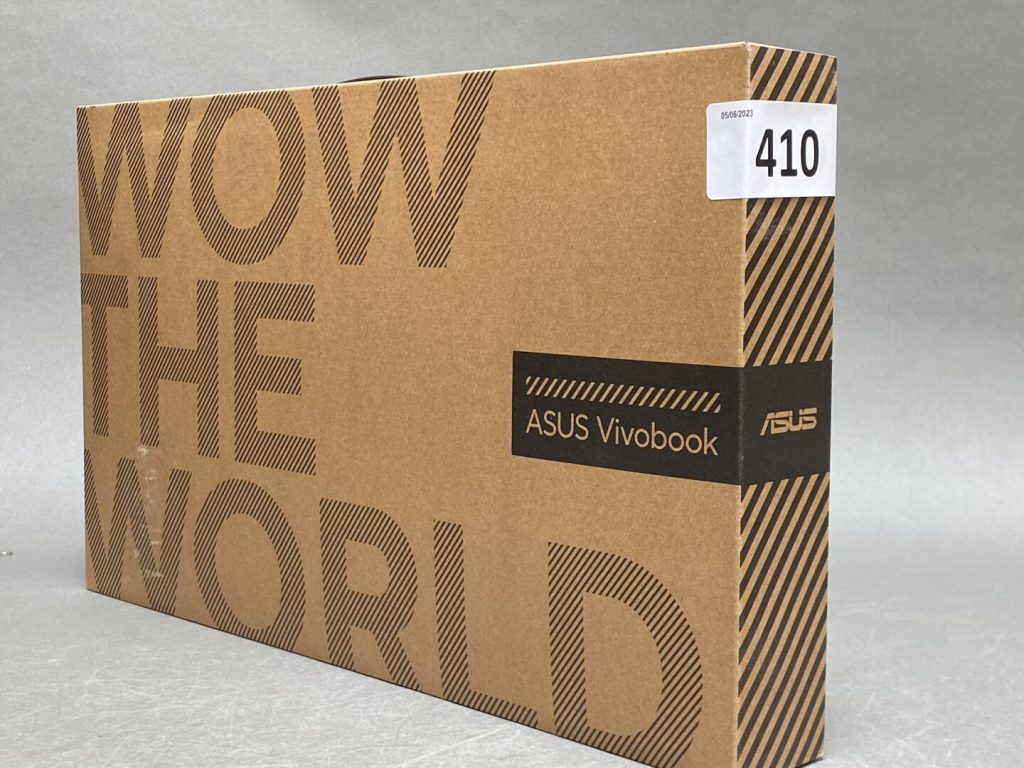 WOW
THE
WORLD
05/06/2023
410
ASUS Vivobook
ASUS